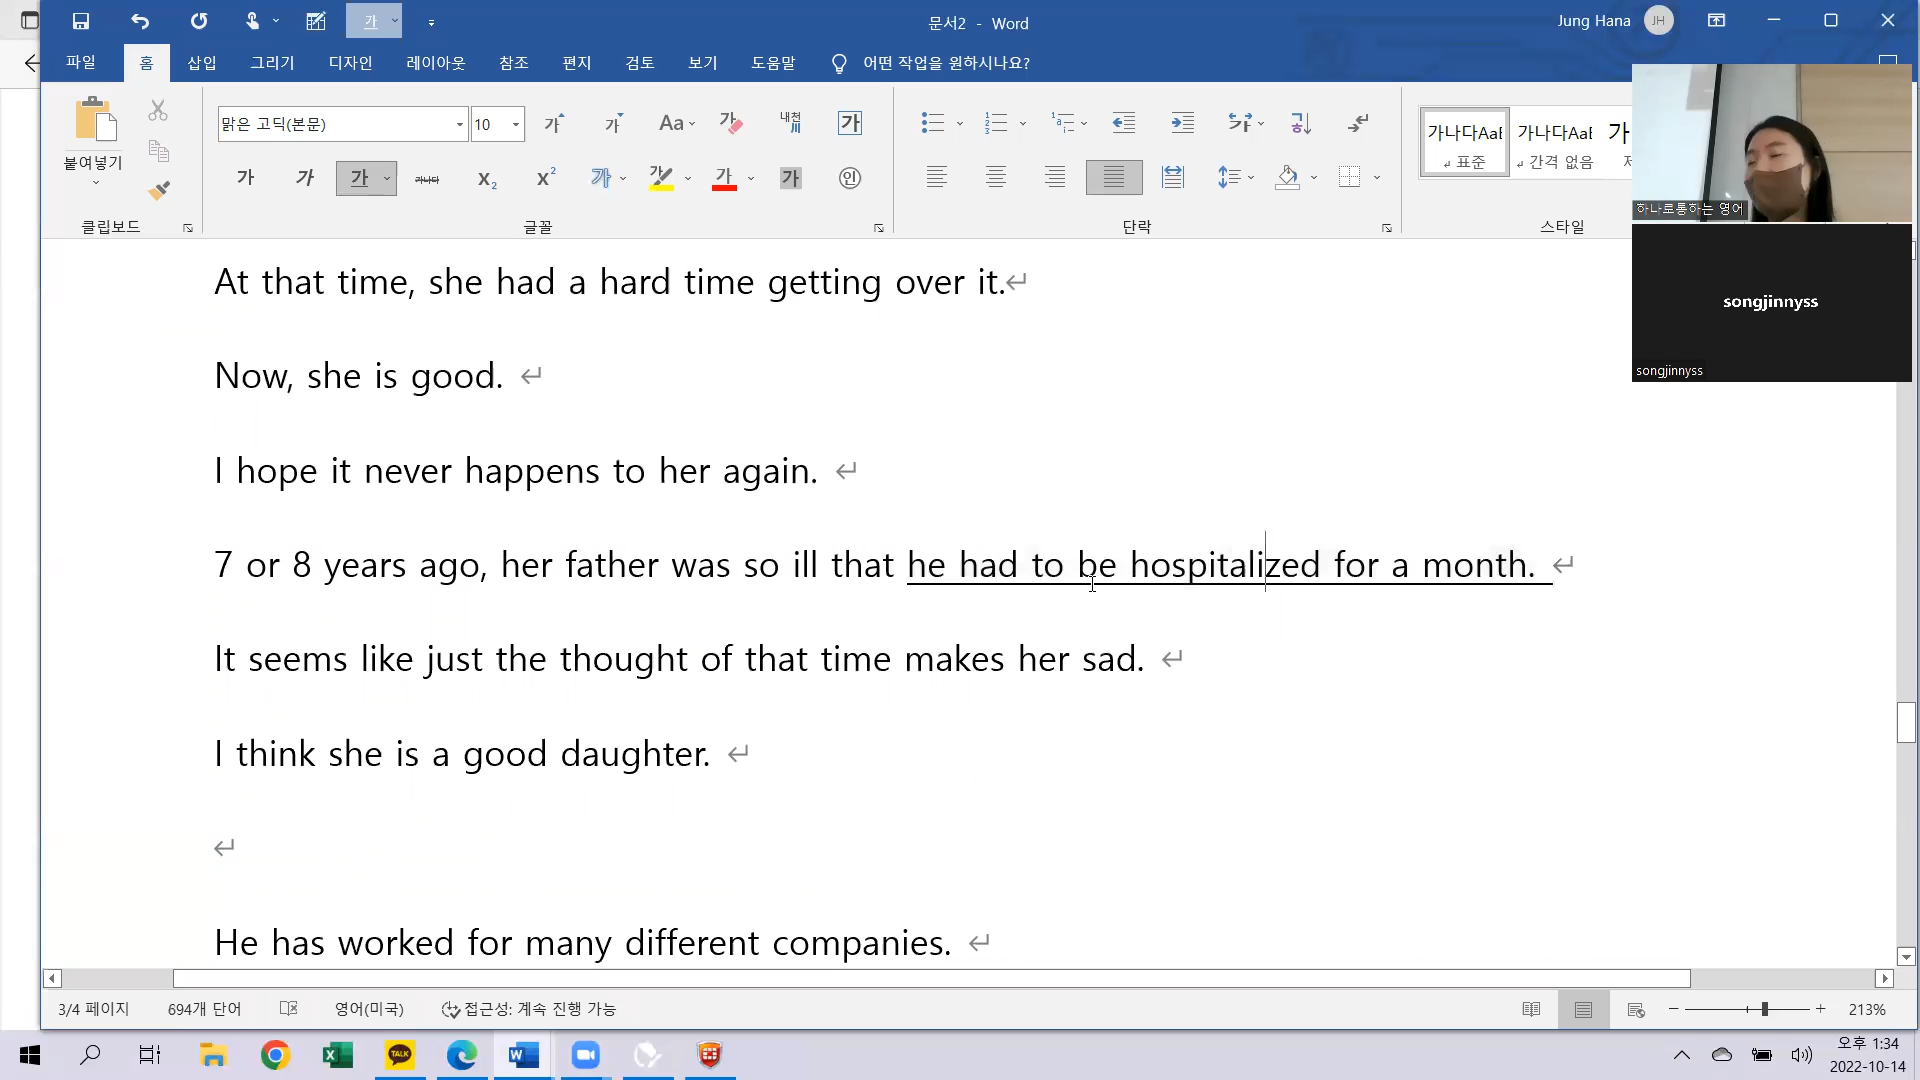 문서2 - Word
Jung Hana
JH
파일 홈 삽입 그리기 디자인 레이아웃 참조 편지 검토 보기 도움말 어떤 작업을 원하시나요?
붙여넣기
맑은 고딕(본문)
10
가나다AaE
↲ 표준
가나다AaE
↲ 간격 없음
클립보드
글꼴
단락
스타일
하나로통하는 영어
songjinnyss
songjinnyss
At that time, she had a hard time getting over it.
Now, she is good.
I hope it never happens to her again.
7 or 8 years ago, her father was so ill that he had to be hospitalized for a month.
It seems like just the thought of that time makes her sad.
I think she is a good daughter.
He has worked for many different companies.
3/4 페이지
694개 단어
영어(미국)
접근성: 계속 진행 가능
213%
TALK
오후 1:34
2022-10-14